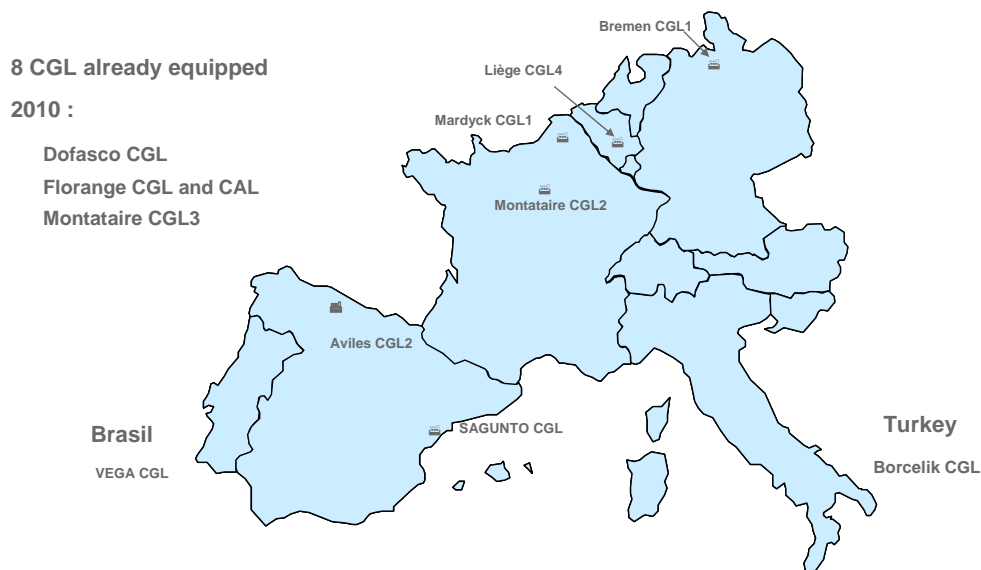 Bremen CGL1
8 CGL already equipped
Liège CGL4
2010 :
Mardyck CGL1
Dofasco CGL
Florange CGL and CAL
Montataire CGL3
Montataire CGL2
Aviles CGL2
Brasil
SAGUNTO CGL
Turkey
VEGA CGL
Borcelik CGL